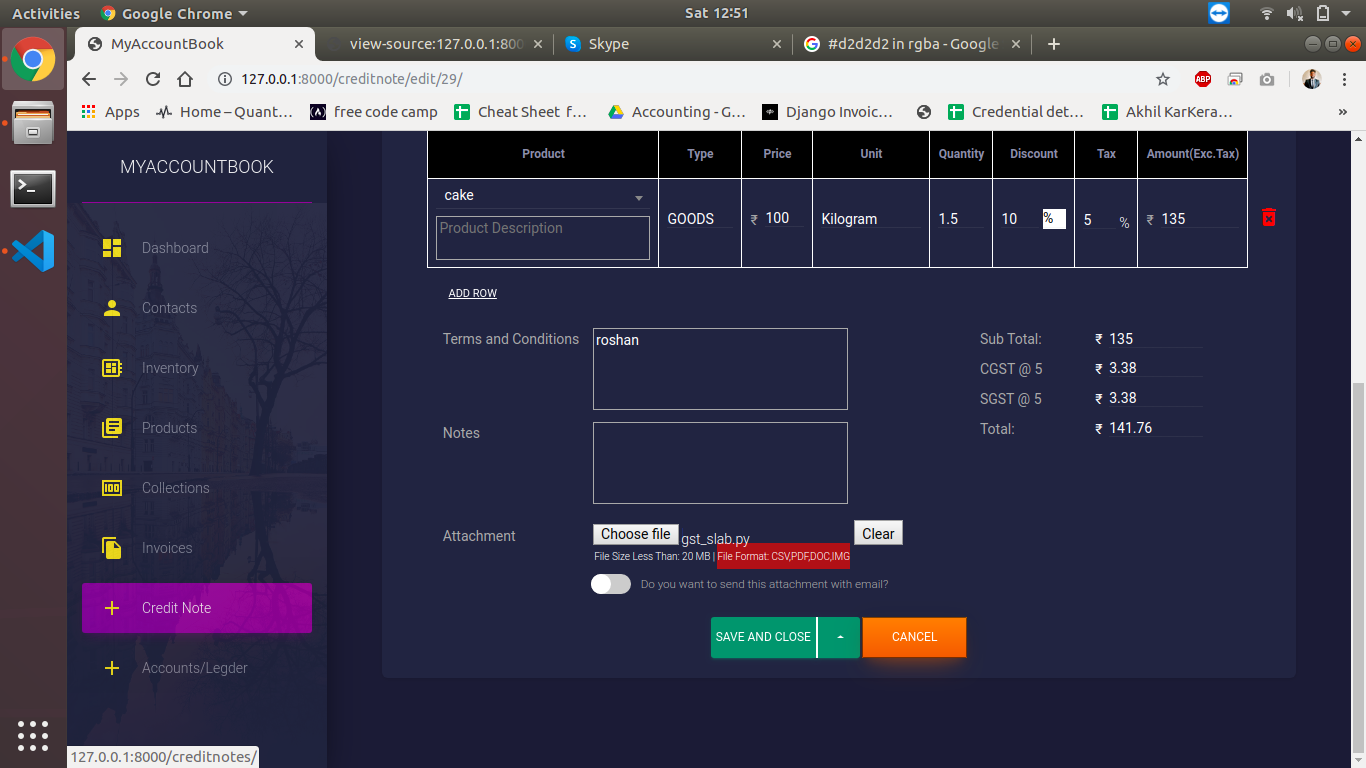 Activities Google Chrome Sat 12:51
MyAccountBook view-source:127.0.0.1:800 Skype #d2d2d2 in rgba - Google
127.0.0.1:8000/creditnote/edit/29/
Apps Home – Quant... free code camp Cheat Sheet f... Accounting - G... Django Invoic... Credential det... Akhil KarKera... »
MYACCOUNTBOOK
Dashboard
Contacts
Inventory
Products
Collections
Invoices
Credit Note
Accounts/Legder
Product Type Price Unit Quantity Discount Tax Amount(Exc.Tax)
cake
Product Description
GOODS ₹ 100 Kilogram 1.5 10 % 5 % ₹ 135
ADD ROW
Terms and Conditions roshan
Sub Total: ₹ 135
CGST @ 5 ₹ 3.38
SGST @ 5 ₹ 3.38
Total: ₹ 141.76
Notes
Attachment Choose file gst_slab.py Clear
File Size Less Than: 20 MB | File Format: CSV,PDF,DOC,IMG
Do you want to send this attachment with email?
SAVE AND CLOSE CANCEL
127.0.0.1:8000/creditnotes/